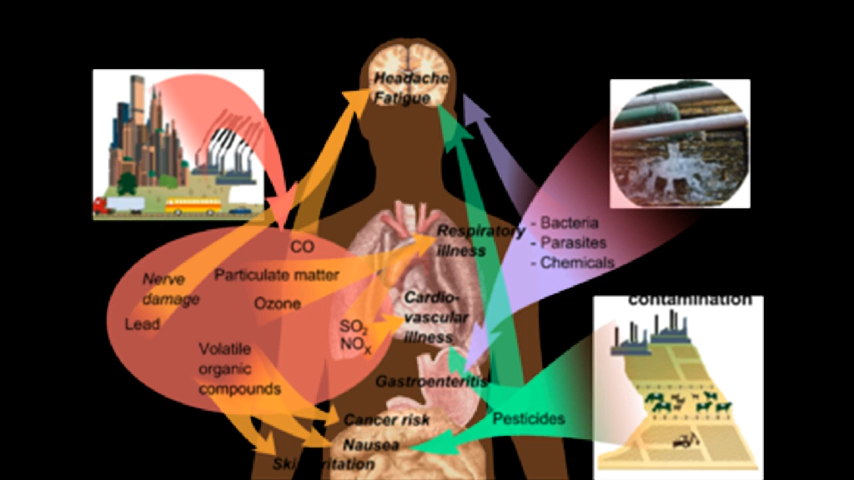 Headache
Fatigue
CO
Particulate matter
Nerve
damage
Ozone
Lead
SO2
NOX
Volatile
organic
compounds
Respiratory
illness
Cardio-
vascular
illness
Gastroenteritis
Cancer risk
Nausea
- Bacteria
- Parasites
- Chemicals
contamination
Pesticides